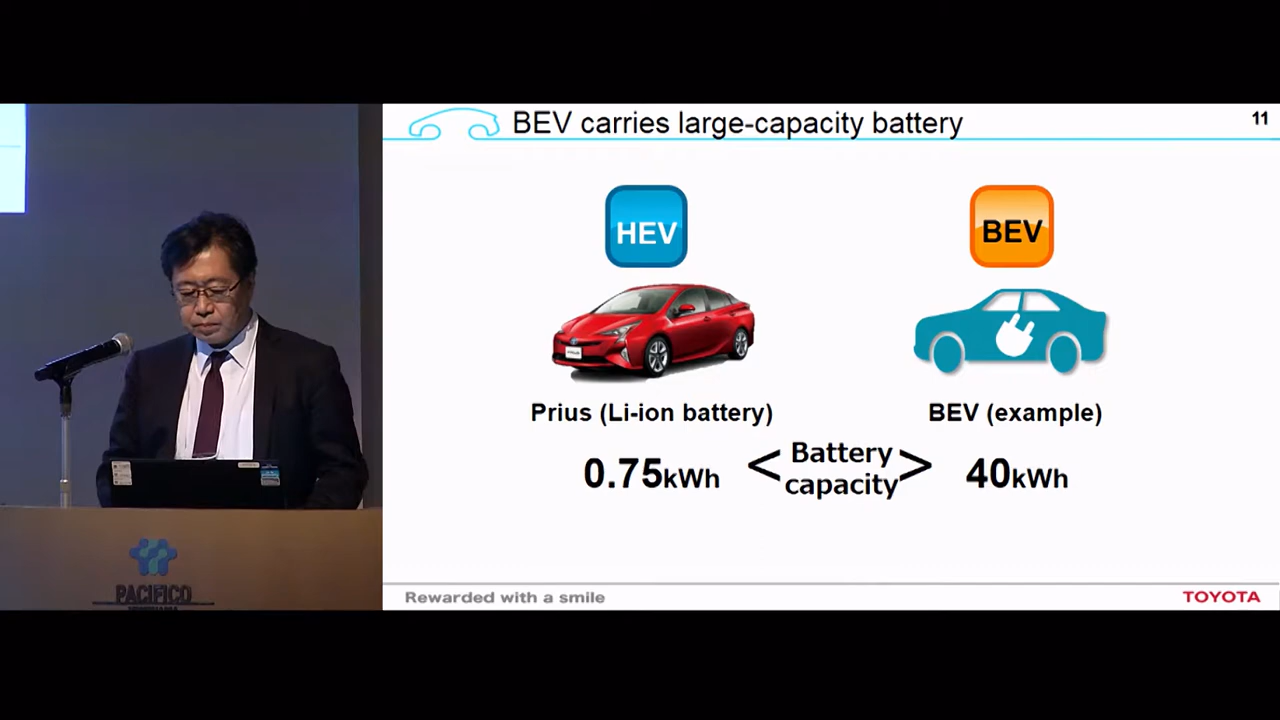 BEV carries large-capacity battery
11
HEV
BEV
Prius (Li-ion battery)
BEV (example)
0.75kWh
< Battery capacity >
40kWh
Rewarded with a smile
TOYOTA
PACIFICO